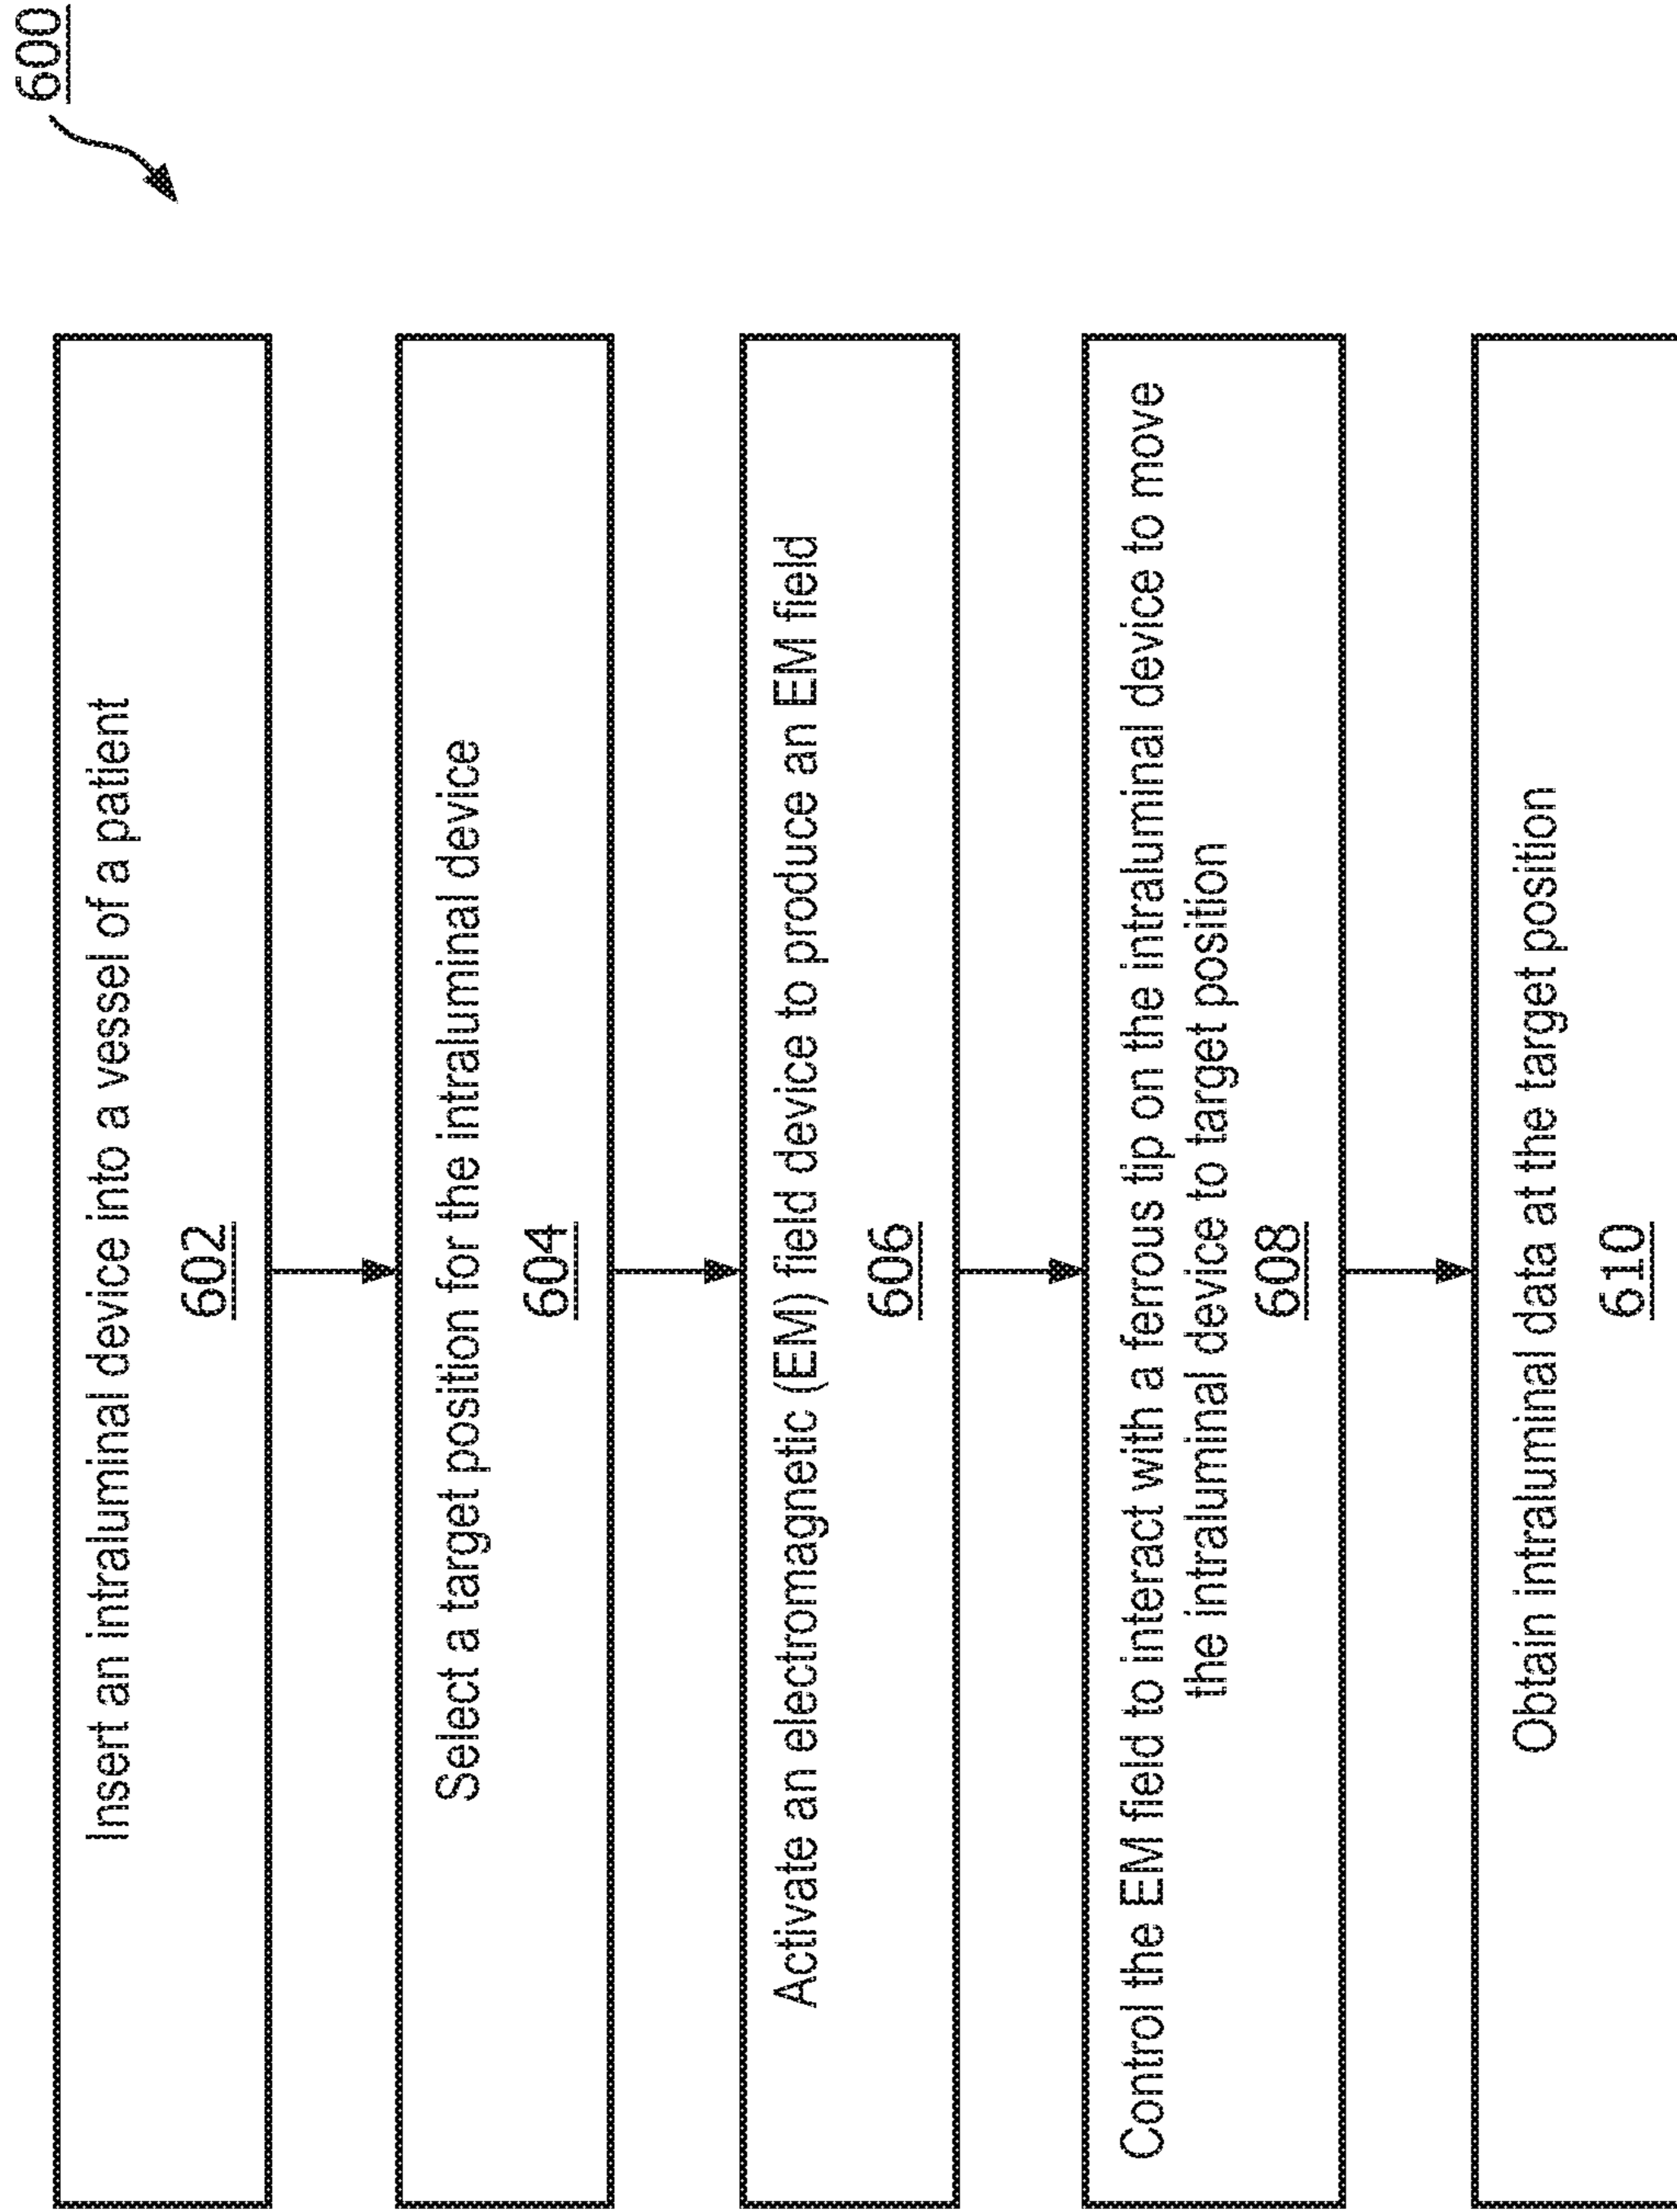 600
Insert an intraluminal device into a vessel of a patient
602
Select a target position for the intraluminal device
604
Activate an electromagnetic (EM) field device to produce an EM field
606
Control the EM field to interact with a ferrous tip on the intraluminal device to move
the intraluminal device to target position
608
Obtain intraluminal data at the target position
610